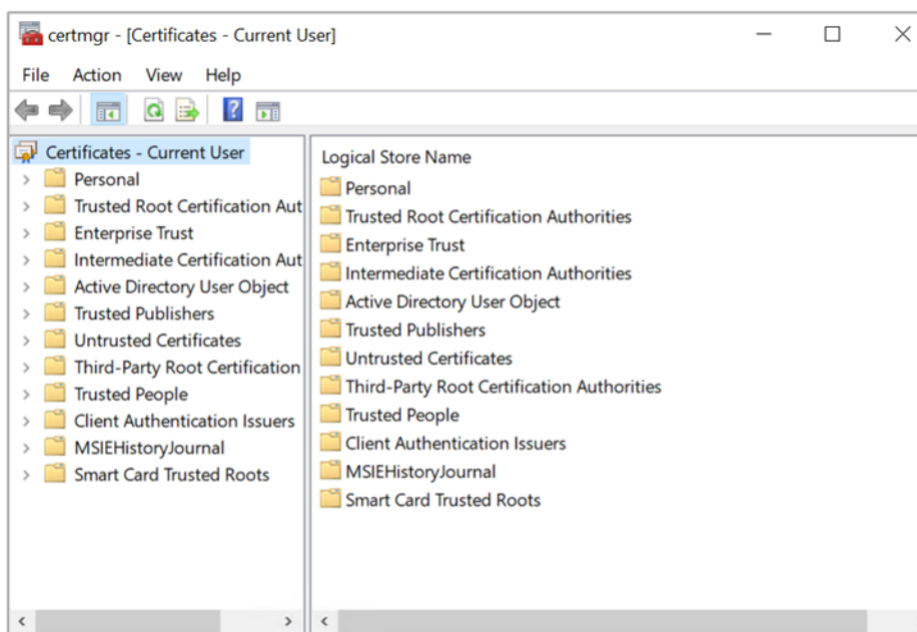 certmgr - [Certificates - Current User]
File Action View Help
Certificates - Current User
Personal
Trusted Root Certification Aut
Enterprise Trust
Intermediate Certification Aut
Active Directory User Object
Trusted Publishers
Untrusted Certificates
Third-Party Root Certification
Trusted People
Client Authentication Issuers
MSIEHistoryJournal
Smart Card Trusted Roots
Logical Store Name
Personal
Trusted Root Certification Authorities
Enterprise Trust
Intermediate Certification Authorities
Active Directory User Object
Trusted Publishers
Untrusted Certificates
Third-Party Root Certification Authorities
Trusted People
Client Authentication Issuers
MSIEHistoryJournal
Smart Card Trusted Roots